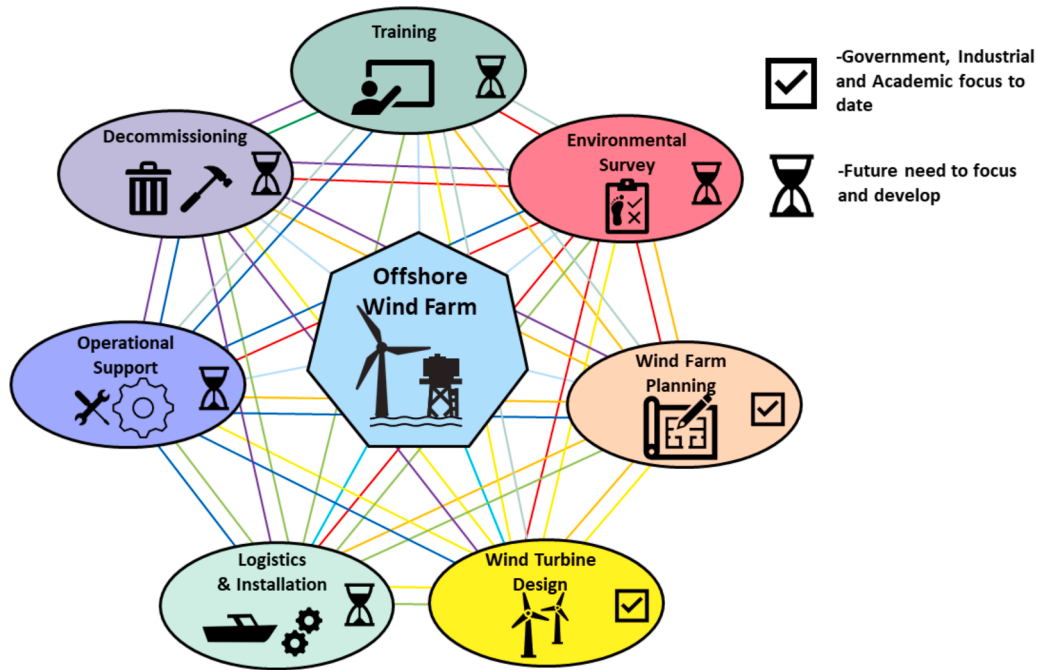 Training
-Government, Industrial
and Academic focus to
date
Decommissioning
Environmental
Survey
-Future need to focus
and develop
Offshore
Wind Farm
Operational
Support
Wind Farm
Planning
Logistics
& Installation
Wind Turbine
Design